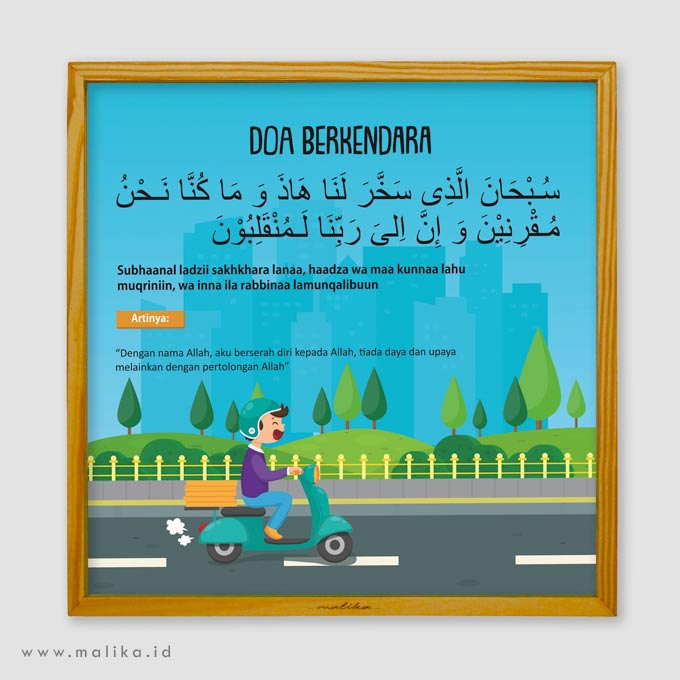 DOA BERKENDARA
سُبْحَانَ الَّذِى سَخَّرَ لَنَا هَاذَ وَ مَا كُنَّا نَحْنُ
مُقْرِنِيْنَ وَ إِنَّ اِلىَ رَبِّنَا لَمُنْقَلِبُوْنَ
Subhaanal ladzii sakhkhara lanaa, haadza wa maa kunnaa lahu
muqriniin, wa inna ila rabbinaa lamunqalibuun
Artinya:
“Dengan nama Allah, aku berserah diri kepada Allah, tiada daya dan upaya
melainkan dengan pertolongan Allah”
malika
www.malika.id